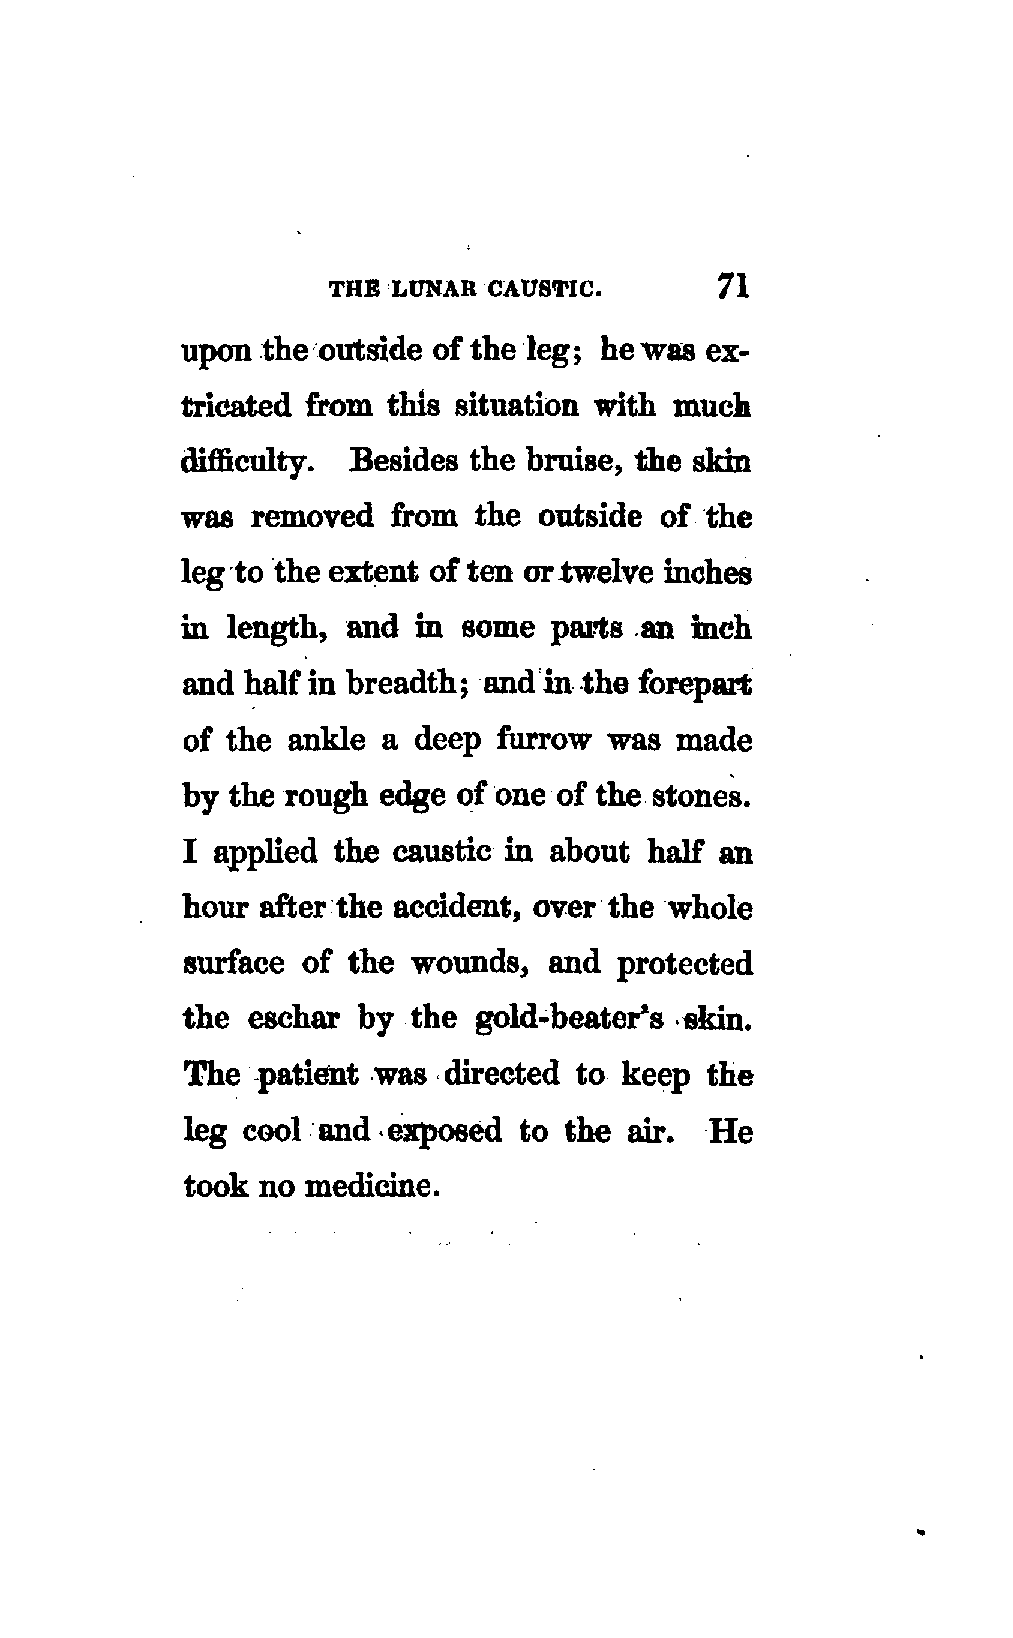 THE LUNAR CAUSTIC. 71
upon the outside of the leg; he was ex-
tricated from this situation with much
difficulty. Besides the bruise, the skin
was removed from the outside of the
leg to the extent of ten or twelve inches
in length, and in some parts an inch
and half in breadth; and in the forepart
of the ankle a deep furrow was made
by the rough edge of one of the stones.
I applied the caustic in about half an
hour after the accident, over the whole
surface of the wounds, and protected
the eschar by the gold-beater's skin.
The patient was directed to keep the
leg cool and exposed to the air. He
took no medicine.